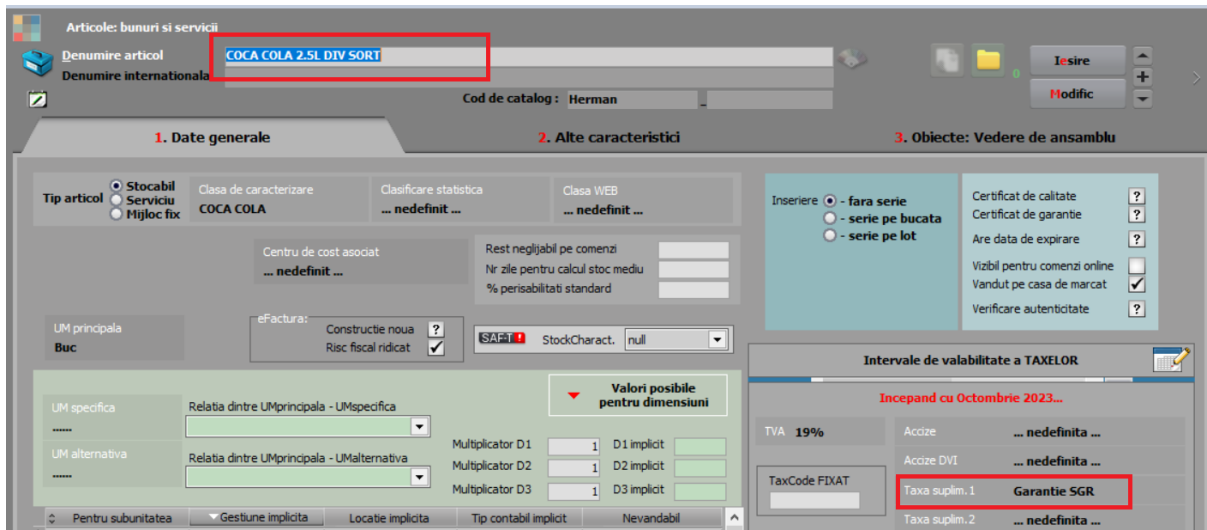 Articole: bunuri si servicii
Denumire articol COCA COLA 2.5L DIV SORT
Denumire internationala
Cod de catalog : Herman _
0
Iesire
Modific
1. Date generale 2. Alte caracteristici 3. Obiecte: Vedere de ansamblu
Tip articol Stocabil
Serviciu
Mijloc fix
Clasa de caracterizare
COCA COLA
Clasificare statistica
... nedefinit ...
Clasa WEB
... nedefinit ...
Centru de cost asociat
... nedefinit ...
Rest neglijabil pe comenzi
Nr zile pentru calcul stoc mediu
% perisabilitati standard
Inseriere - fara serie
- serie pe bucata
- serie pe lot
Certificat de calitate ?
Certificat de garantie ?
Are data de expirare ?
Vizibil pentru comenzi online
Vandut pe casa de marcat
Verificare autenticitate ?
UM principala
Buc
eFactura:
Constructie noua ?
Risc fiscal ridicat
SAF-T ! StockCharact. null
Intervale de valabilitate a TAXELOR
Incepand cu Octombrie 2023...
Valori posibile
pentru dimensiuni
UM specifica
......
Relatia dintre UMprincipala - UMspecifica
UM alternativa
......
Relatia dintre UMprincipala - UMalternativa
Multiplicator D1 1 D1 implicit
Multiplicator D2 1 D2 implicit
Multiplicator D3 1 D3 implicit
TVA 19%
TaxCode FIXAT
Accize ... nedefinita ...
Accize DVI ... nedefinita ...
Taxa suplim. 1 Garantie SGR
Taxa suplim. 2 ... nedefinita ...
Pentru subunitatea Gestiune implicita Locatie implicita Tip contabil implicit Nevandabil